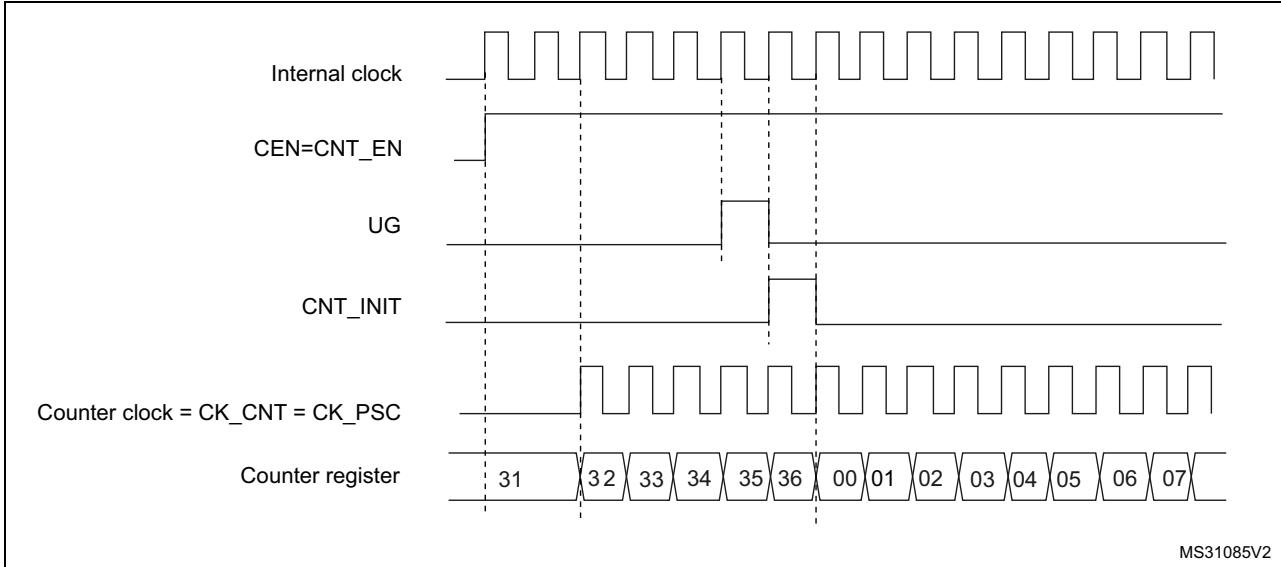 Internal clock
CEN=CNT_EN
UG
CNT_INIT
Counter clock = CK_CNT = CK_PSC
Counter register 31 32 33 34 35 36 00 01 02 03 04 05 06 07
MS31085V2